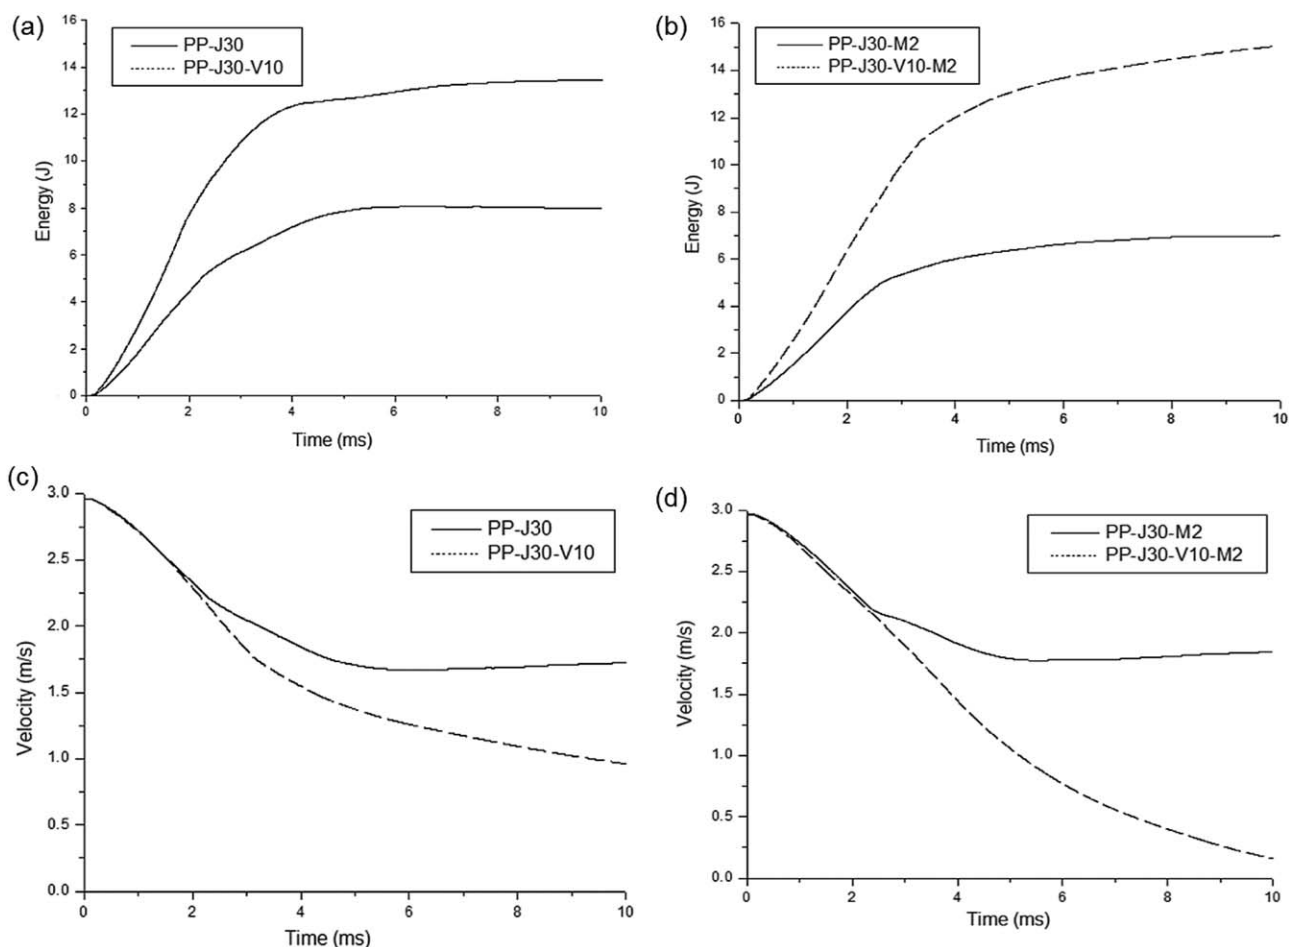 (a)
PP-J30
PP-J30-V10
16
14
12
10
8
6
4
2
0
Energy (J)
0 2 4 6 8 10
Time (ms)
(b)
PP-J30-M2
PP-J30-V10-M2
16
14
12
10
8
6
4
2
0
Energy (J)
0 2 4 6 8 10
Time (ms)
(c)
PP-J30
PP-J30-V10
3.0
2.5
2.0
1.5
1.0
0.5
0.0
Velocity (m/s)
0 2 4 6 8 10
Time (ms)
(d)
PP-J30-M2
PP-J30-V10-M2
3.0
2.5
2.0
1.5
1.0
0.5
0.0
Velocity (m/s)
0 2 4 6 8 10
Time (ms)